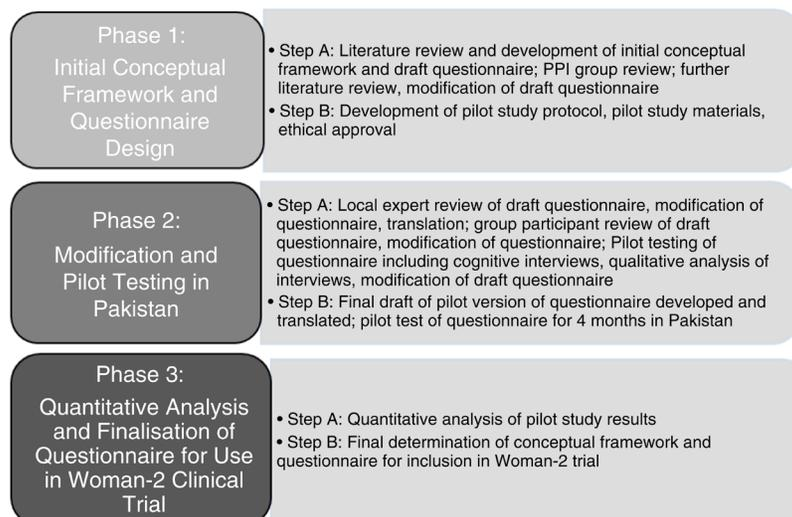 Phase 1:
Initial Conceptual
Framework and
Questionnaire
Design
• Step A: Literature review and development of initial conceptual
framework and draft questionnaire; PPI group review; further
literature review, modification of draft questionnaire
• Step B: Development of pilot study protocol, pilot study materials,
ethical approval
Phase 2:
Modification and
Pilot Testing in
Pakistan
• Step A: Local expert review of draft questionnaire, modification of
questionnaire, translation; group participant review of draft
questionnaire, modification of questionnaire; Pilot testing of
questionnaire including cognitive interviews, qualitative analysis of
interviews, modification of draft questionnaire
• Step B: Final draft of pilot version of questionnaire developed and
translated; pilot test of questionnaire for 4 months in Pakistan
Phase 3:
Quantitative Analysis
and Finalisation of
Questionnaire for Use
in Woman-2 Clinical
Trial
• Step A: Quantitative analysis of pilot study results
• Step B: Final determination of conceptual framework and
questionnaire for inclusion in Woman-2 trial